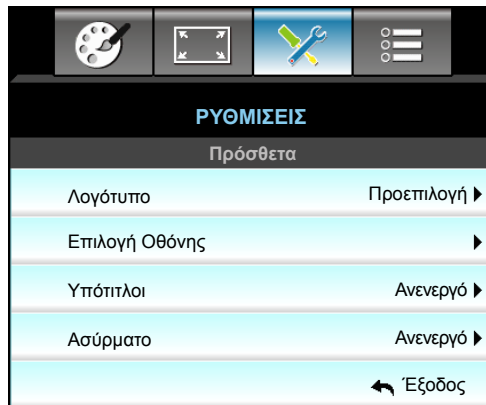 ΡΥΘΜΙΣΕΙΣ
Πρόσθετα
Λογότυπο Προεπιλογή
Επιλογή Οθόνης
Υπότιτλοι Ανενεργό
Ασύρματο Ανενεργό
Έξοδος